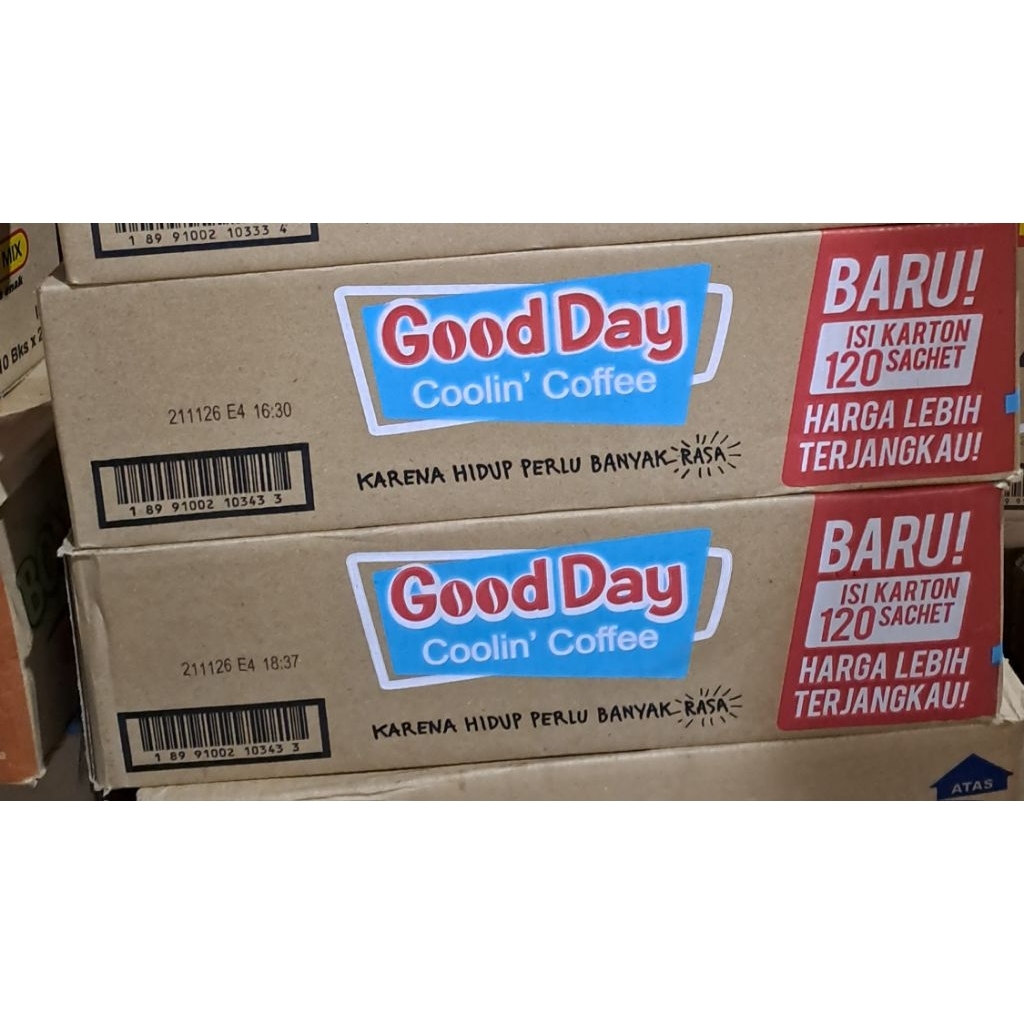 1 89 91002 10333 4
MIX
Good Day
Coolin' Coffee
211126 E4 16:30
KARENA HIDUP PERLU BANYAK RASA
1 89 91002 10343 3
BARU!
ISI KARTON
120 SACHET
HARGA LEBIH
TERJANGKAU!
Good Day
Coolin' Coffee
211126 E4 18:37
KARENA HIDUP PERLU BANYAK RASA
1 89 91002 10343 3
BARU!
ISI KARTON
120 SACHET
HARGA LEBIH
TERJANGKAU!
ATAS